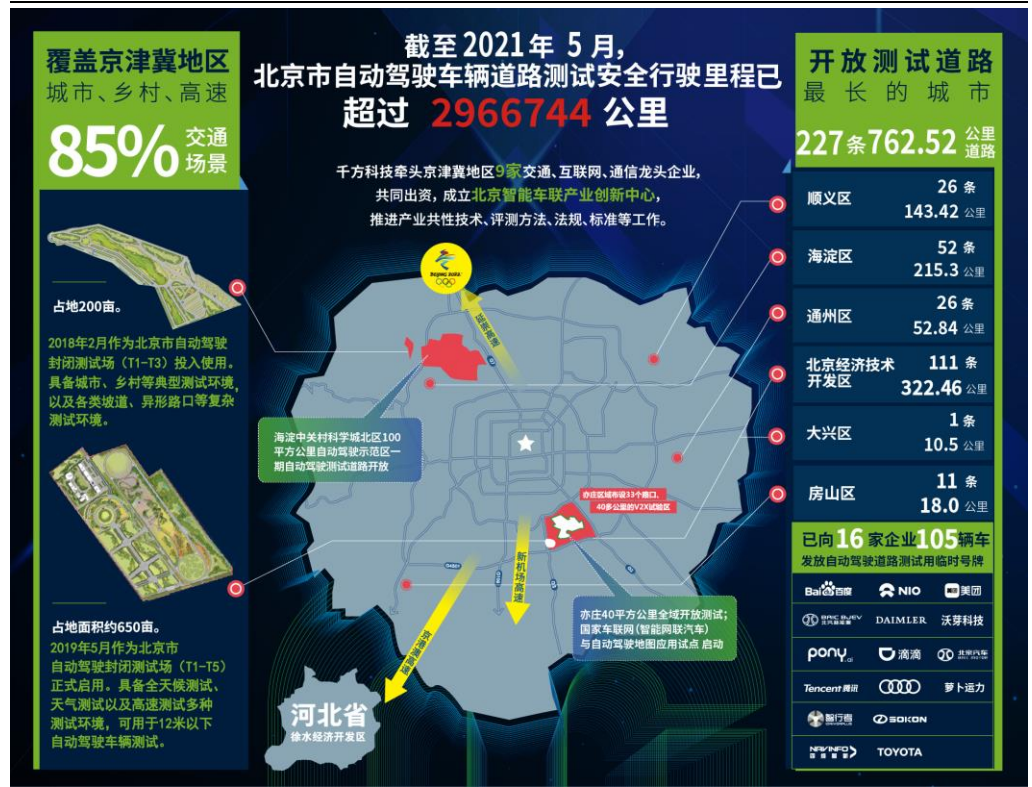 截至2021年 5 月，
北京市自动驾驶车辆道路测试安全行驶里程已
超过 2966744 公里
千方科技牵头京津冀地区9家交通、互联网、通信龙头企业，
共同出资，成立北京智能车联产业创新中心，
推进产业共性技术、评测方法、法规、标准等工作。
覆盖京津冀地区
城市、乡村、高速
85% 交通
场景
占地200亩。
2018年2月作为北京市自动驾驶
封闭测试场（T1-T3）投入使用。
具备城市、乡村等典型测试环境，
以及各类坡道、异形路口等复杂
测试环境。
占地面积约650亩。
2019年5月作为北京市
自动驾驶封闭测试场（T1-T5）
正式启用。具备全天候测试、
天气测试以及高速测试多种
测试环境，可用于12米以下
自动驾驶车辆测试。
BEIJING 2022
延崇高速
海淀中关村科学城北区100
平方公里自动驾驶示范区一
期自动驾驶测试道路开放
亦庄区域布设33个路口、
40多公里的V2X试验区
新机场高速
京港澳高速
亦庄40平方公里全域开放测试；
国家车联网（智能网联汽车）
与自动驾驶地图应用试点 启动
河北省
徐水经济开发区
开放测试道路
最长的城市
227条762.52 公里
道路
顺义区 26 条
143.42 公里
海淀区 52 条
215.3 公里
通州区 26 条
52.84 公里
北京经济技术
开发区 111 条
322.46 公里
大兴区 1 条
10.5 公里
房山区 11 条
18.0 公里
已向16家企业105辆车
发放自动驾驶道路测试用临时号牌
Bai百度 NIO 美团
BAIC BJEV DAIMLER 沃芽科技
pony.ai 滴滴 北京汽车
Tencent 腾讯 萝卜运力
智行者 SOKON
NAVINFO TOYOTA